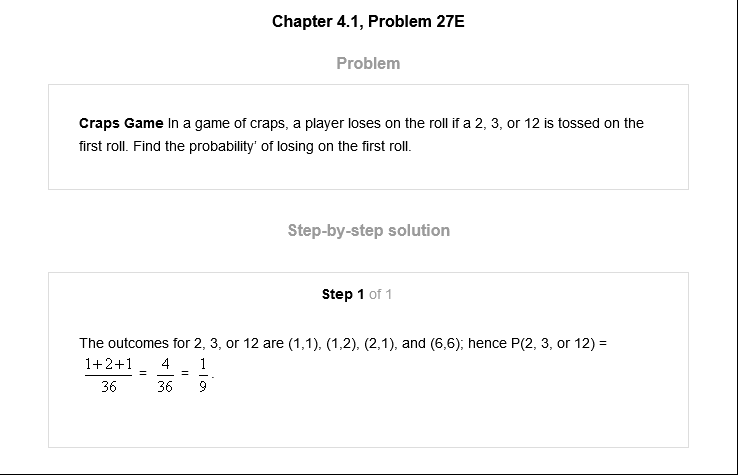 Chapter 4.1, Problem 27E
Problem
Craps Game In a game of craps, a player loses on the roll if a 2, 3, or 12 is tossed on the
first roll. Find the probability' of losing on the first roll.
Step-by-step solution
Step 1 of 1
The outcomes for 2, 3, or 12 are (1,1), (1,2), (2,1), and (6,6); hence P(2, 3, or 12) =
1+2+1/36 = 4/36 = 1/9.